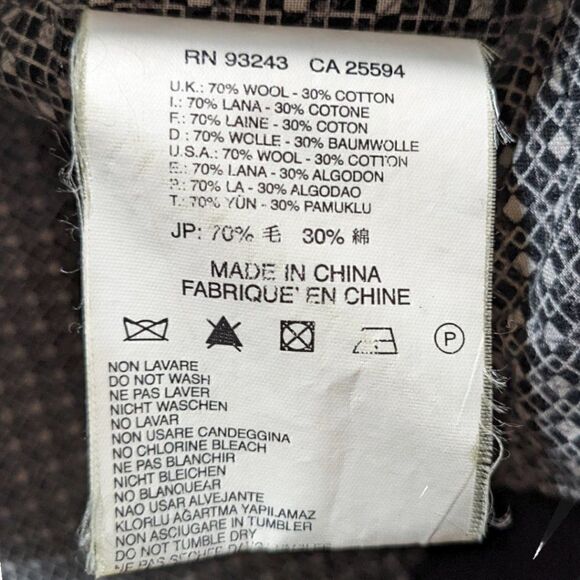 RN 93243 CA 25594
U.K.: 70% WOOL - 30% COTTON
I.: 70% LANA - 30% COTONE
F.: 70% LAINE - 30% COTON
D : 70% WOLLE - 30% BAUMWOLLE
U.S.A.: 70% WOOL - 30% COTTON
E.: 70% LANA - 30% ALGODON
P.: 70% LA - 30% ALGODAO
T.: 70% YÜN - 30% PAMUKLU
JP: 70% 毛 30% 綿
MADE IN CHINA
FABRIQUE' EN CHINE
P
NON LAVARE
DO NOT WASH
NE PAS LAVER
NICHT WASCHEN
NO LAVAR
NON USARE CANDEGGINA
NO CHLORINE BLEACH
NE PAS BLANCHIR
NICHT BLEICHEN
NO BLANQUEAR
NAO USAR ALVEJANTE
KLORLU AĞARTMA YAPILAMAZ
NON ASCIUGARE IN TUMBLER
DO NOT TUMBLE DRY
NE PAS